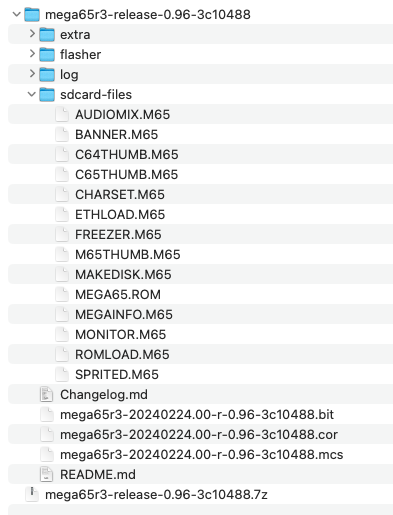 mega65r3-release-0.96-3c10488
extra
flasher
log
sdcard-files
AUDIOMIX.M65
BANNER.M65
C64THUMB.M65
C65THUMB.M65
CHARSET.M65
ETHLOAD.M65
FREEZER.M65
M65THUMB.M65
MAKEDISK.M65
MEGA65.ROM
MEGAINFO.M65
MONITOR.M65
ROMLOAD.M65
SPRITED.M65
Changelog.md
mega65r3-20240224.00-r-0.96-3c10488.bit
mega65r3-20240224.00-r-0.96-3c10488.cor
mega65r3-20240224.00-r-0.96-3c10488.mcs
README.md
mega65r3-release-0.96-3c10488.7z